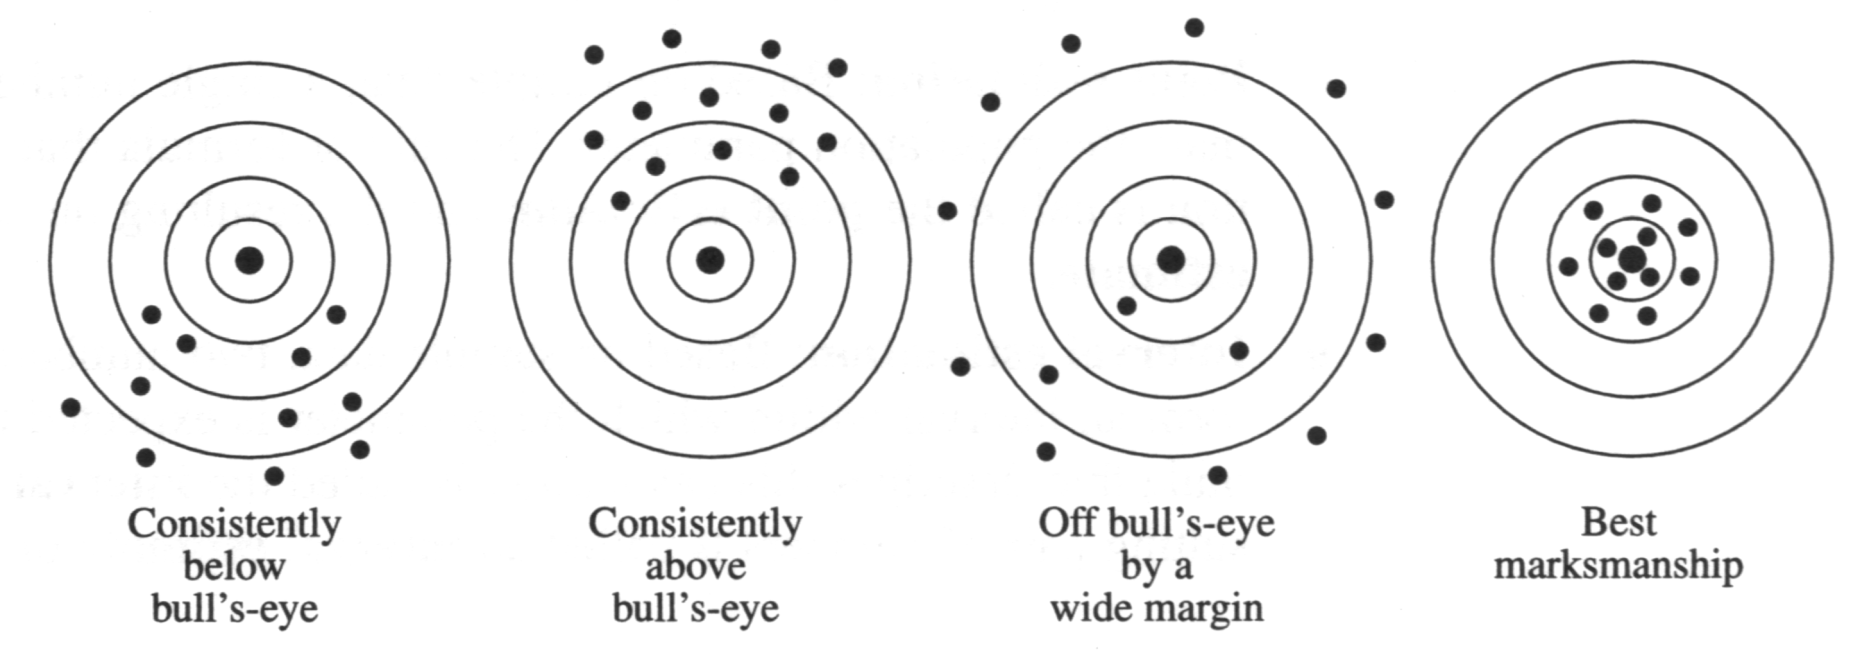 Consistently
below
bull's-eye
Consistently
above
bull's-eye
Off bull's-eye
by a
wide margin
Best
marksmanship